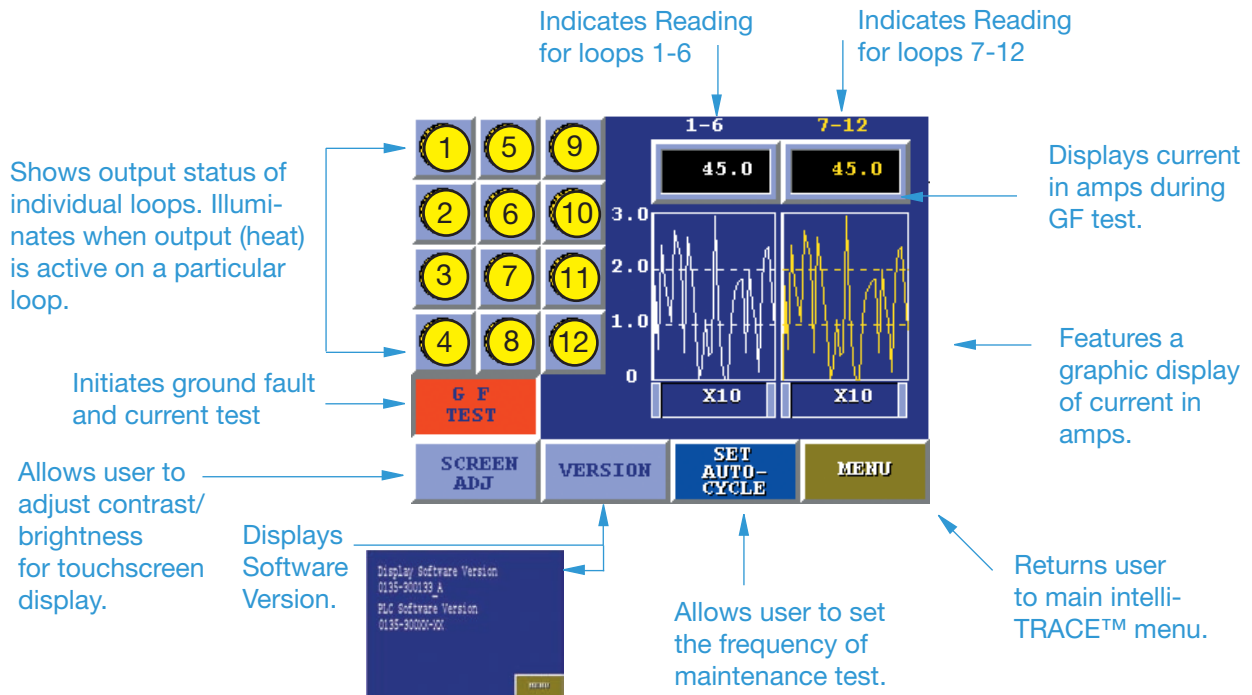 Indicates Reading
for loops 1-6
Indicates Reading
for loops 7-12
Shows output status of
individual loops. Illumi-
nates when output (heat)
is active on a particular
loop.
1
5
9
2
6
10
3
7
11
4
8
12
1-6
7-12
45.0
45.0
3.0
2.0
1.0
0
X10
X10
Displays current
in amps during
GF test.
Features a
graphic display
of current in
amps.
Initiates ground fault
and current test
G F
TEST
SCREEN
ADJ
VERSION
SET
AUTO-
CYCLE
MENU
Allows user to
adjust contrast/
brightness
for touchscreen
display.
Displays
Software
Version.
Display Software Version
0135-300133_A
PLC Software Version
0135-300XX-XX
MENU
Allows user to set
the frequency of
maintenance test.
Returns user
to main intelli-
TRACE™ menu.